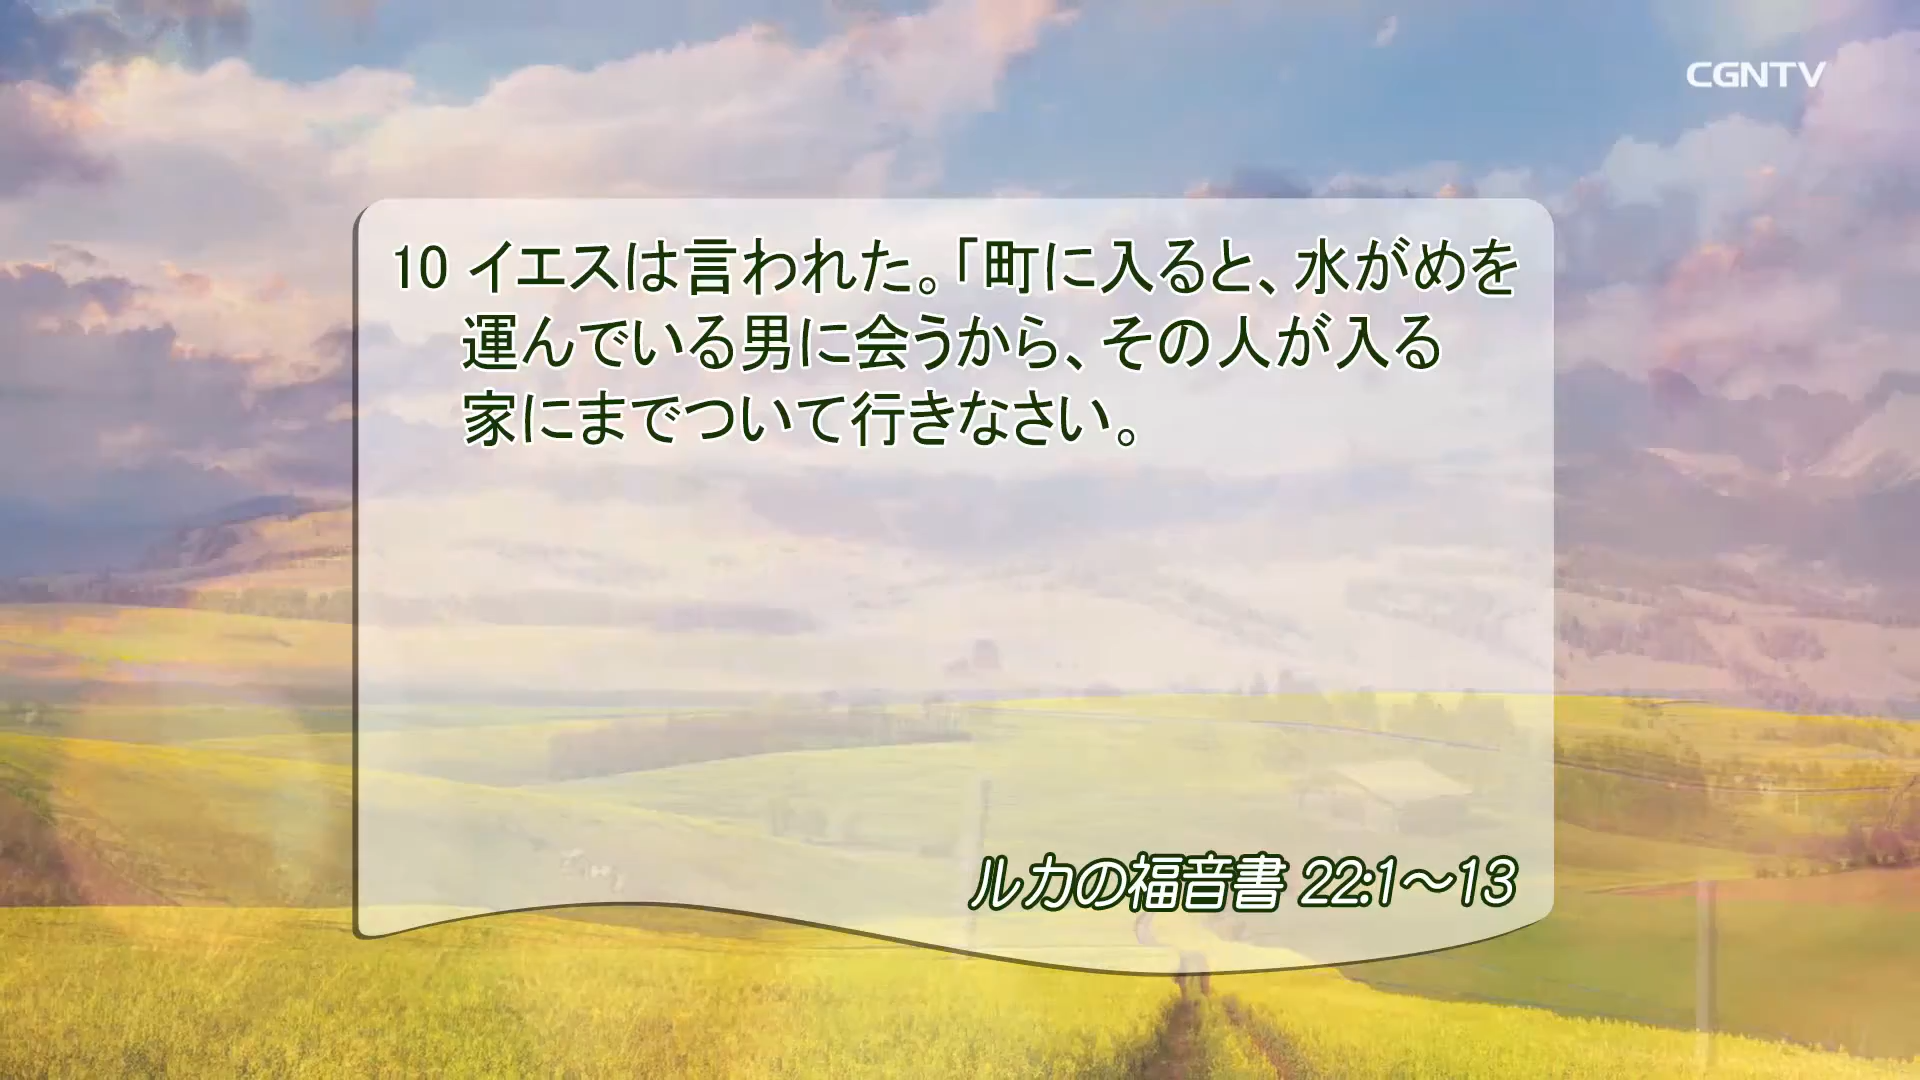 CGNTV
10 イエスは言われた。「町に入ると、水がめを
運んでいる男に会うから、その人が入る
家にまでついて行きなさい。
ルカの福音書 22:1～13